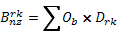 B_{nz}^{rk} = ∑ O_b × D_{rk}